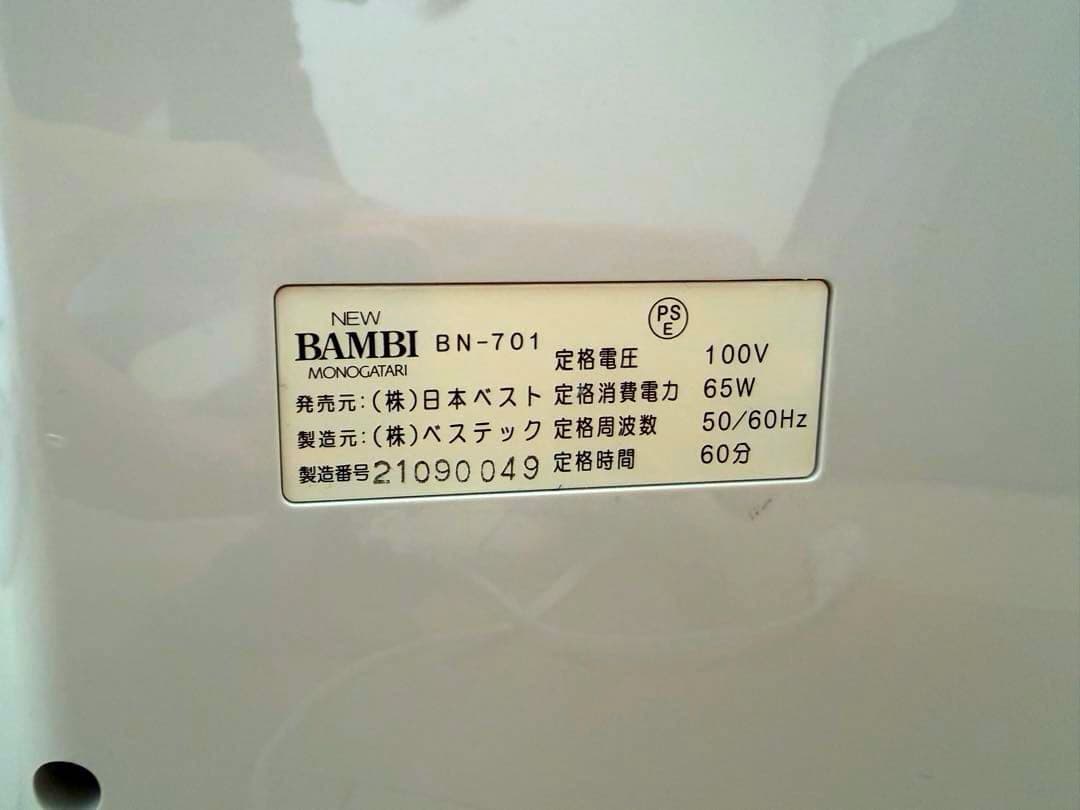 NEW
BAMBI BN-701
MONOGATARI
発売元:(株)日本ベスト
製造元:(株)ベステック
製造番号21090049
PS
E
定格電圧 100V
定格消費電力 65W
定格周波数 50/60Hz
定格時間 60分